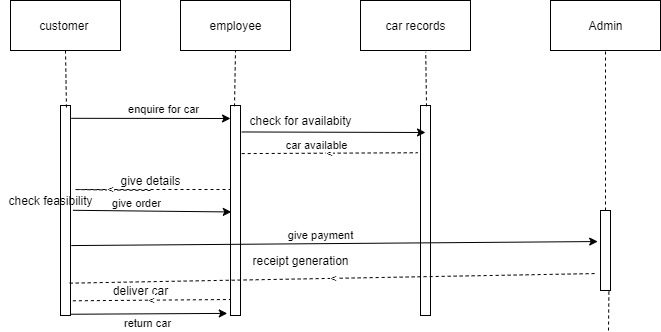 customer
employee
car records
Admin
enquire for car
check for availabity
car available
give details
check feasibility
give order
give payment
receipt generation
deliver car
return car